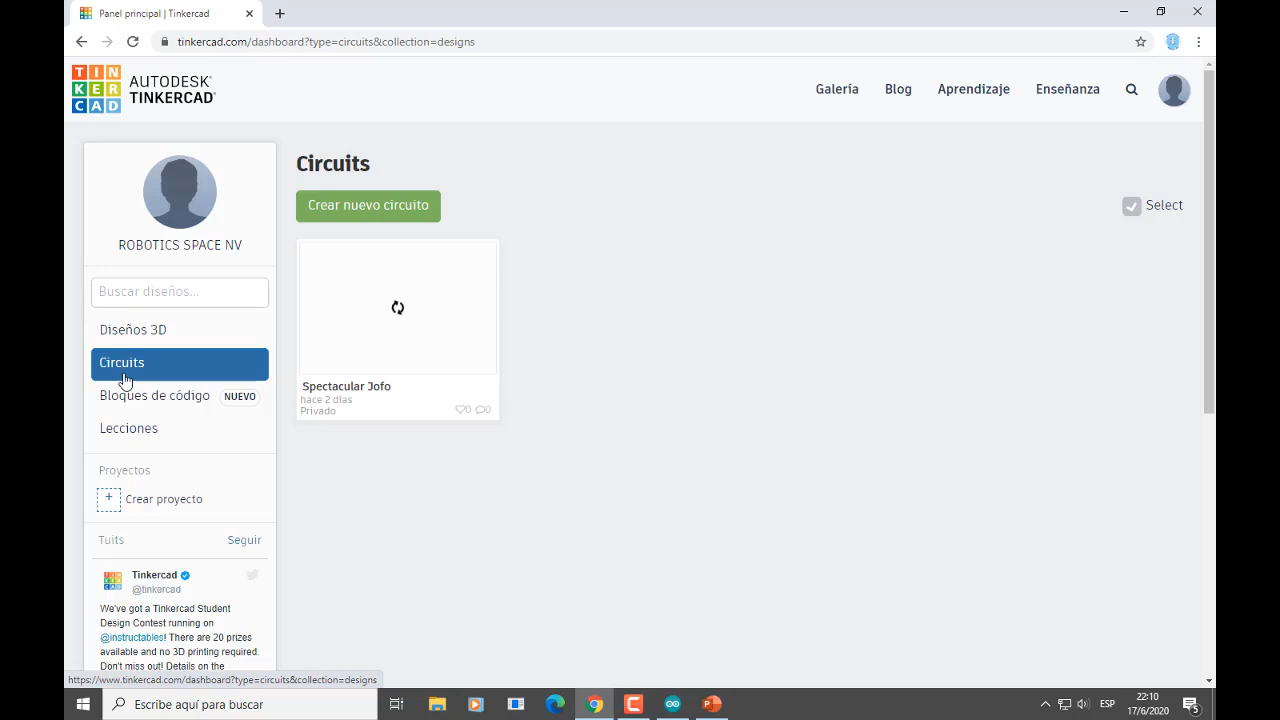 Panel principal | Tinkercad
tinkercad.com/dashboard?type=circuits&collection=designs
TINKERCAD
AUTODESK®
TINKERCAD®
Galería
Blog
Aprendizaje
Enseñanza
ROBOTICS SPACE NV
Buscar diseños...
Diseños 3D
Circuits
Bloques de código NUEVO
Lecciones
Proyectos
+ Crear proyecto
Tuits
Seguir
Tinkercad
@tinkercad
We've got a Tinkercad Student
Design Contest running on
@instructables! There are 20 prizes
available and no 3D printing required.
Don't miss out! Details on the
Circuits
Crear nuevo circuito
Select
Spectacular Jofo
hace 2 días
Privado
0 0
https://www.tinkercad.com/dashboard?type=circuits&collection=designs
Escribe aquí para buscar
ESP
22:10
17/6/2020
5